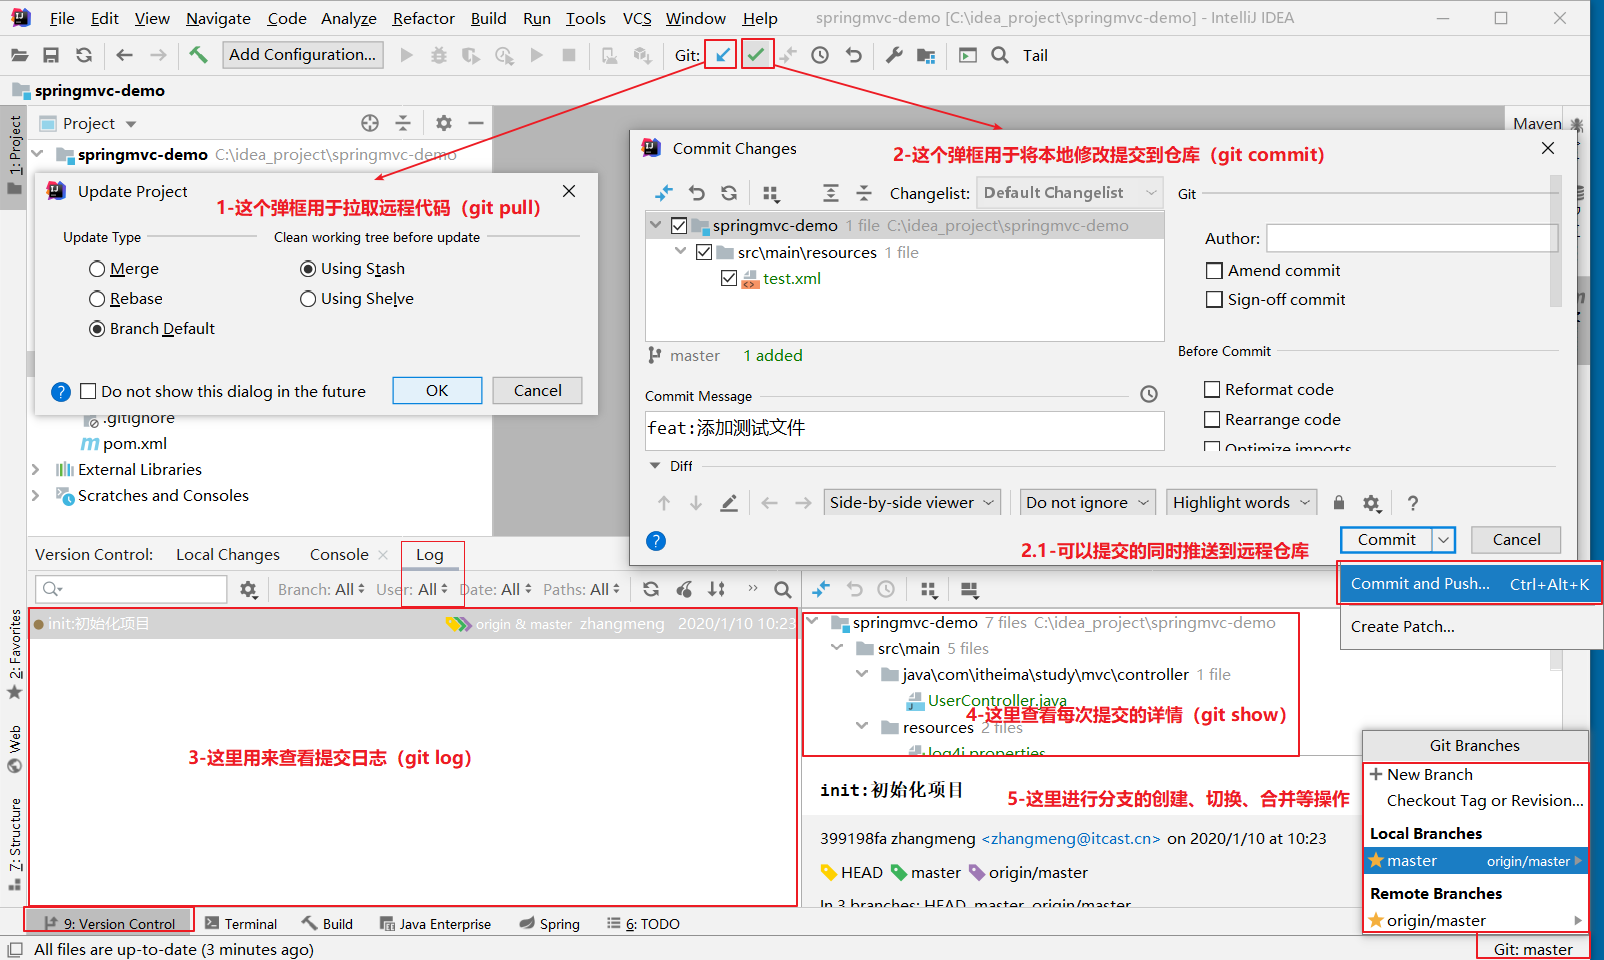 File Edit View Navigate Code Analyze Refactor Build Run Tools VCS Window Help springmvc-demo [C:\idea_project\springmvc-demo] - IntelliJ IDEA
Add Configuration... Git: Tail
springmvc-demo
1: Project
Project
Maven
springmvc-demo C:\idea_project\springmvc-demo
Update Project
1-这个弹框用于拉取远程代码（git pull）
Update Type
Clean working tree before update
Merge
Using Stash
Rebase
Using Shelve
Branch Default
Do not show this dialog in the future
OK
Cancel
.gitignore
pom.xml
External Libraries
Scratches and Consoles
Commit Changes
2-这个弹框用于将本地修改提交到仓库（git commit）
Changelist: Default Changelist
Git
springmvc-demo 1 file C:\idea_project\springmvc-demo
src\main\resources 1 file
test.xml
Author:
Amend commit
Sign-off commit
master 1 added
Before Commit
Commit Message
Reformat code
feat:添加测试文件
Rearrange code
Optimize imports
Diff
Side-by-side viewer
Do not ignore
Highlight words
?
2.1-可以提交的同时推送到远程仓库
Commit
Cancel
Commit and Push... Ctrl+Alt+K
Create Patch...
Version Control: Local Changes Console Log
Branch: All User: All Date: All Paths: All
init:初始化项目 origin & master zhangmeng 2020/1/10 10:23
3-这里用来查看提交日志（git log）
springmvc-demo 7 files C:\idea_project\springmvc-demo
src\main 5 files
java\com\itheima\study\mvc\controller 1 file
UserController.java
4-这里查看每次提交的详情（git show）
resources 2 files
log4j.properties
init:初始化项目
5-这里进行分支的创建、切换、合并等操作
399198fa zhangmeng <zhangmeng@itcast.cn> on 2020/1/10 at 10:23
HEAD master origin/master
In 3 branches: HEAD, master, origin/master
Git Branches
New Branch
Checkout Tag or Revision...
Local Branches
master origin/master
Remote Branches
origin/master
2: Favorites
Web
7: Structure
9: Version Control Terminal Build Java Enterprise Spring 6: TODO
All files are up-to-date (3 minutes ago)
Git: master